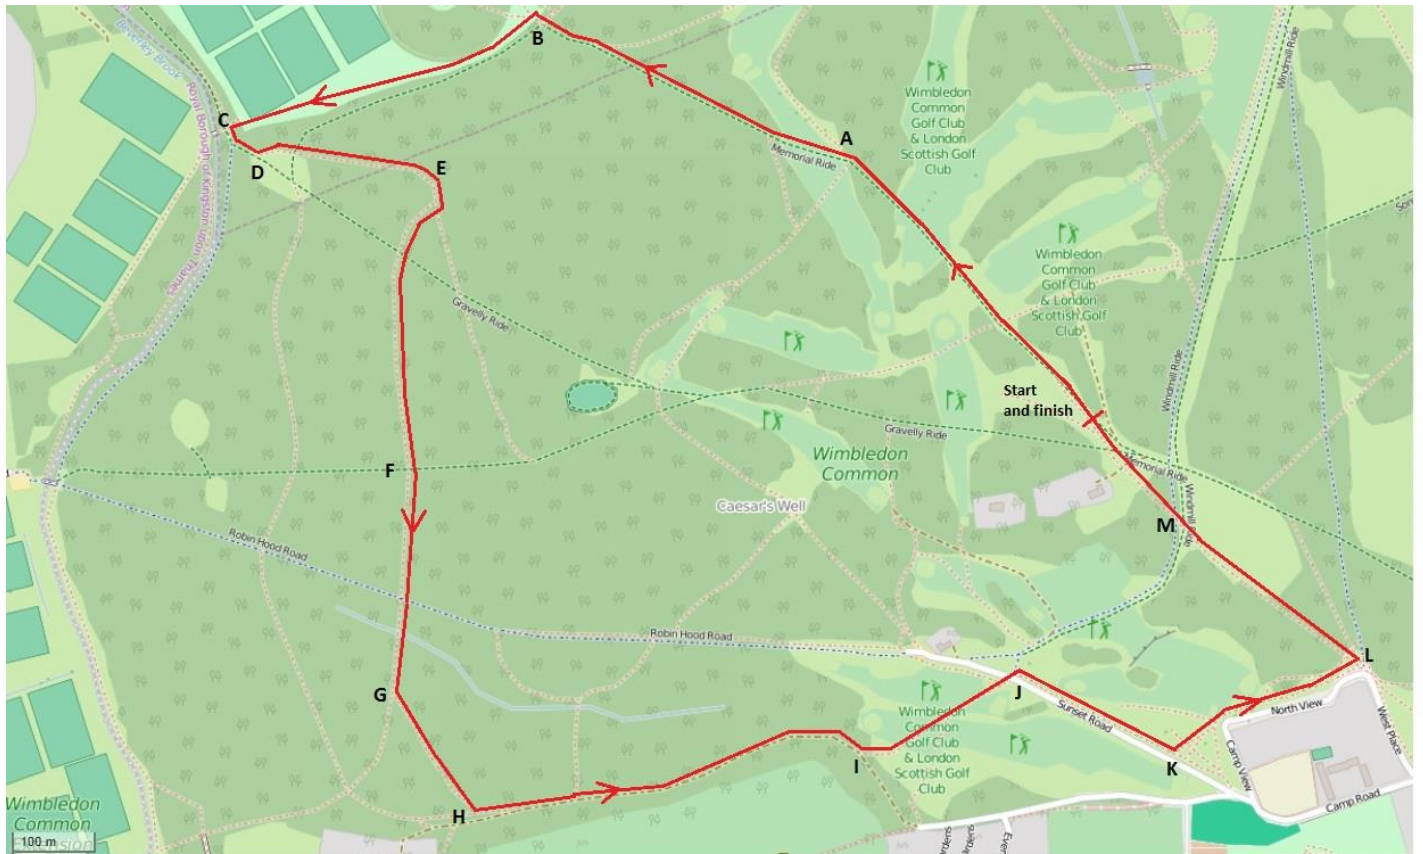 B
Beverley Brook
Royal Borough of Kingston upon Thames
Windmill Ride
Wimbledon
Common
Golf Club
& London
Scottish Golf
Club
C
A
Memorial Ride
D
E
Wimbledon
Common
Golf Club
& London
Scottish Golf
Club
Gravelly Ride
Windmill Ride
Start
and finish
Gravelly Ride
Wimbledon
Common
Memorial Ride
F
Caesar's Well
Windmill Ride
M
Robin Hood Road
Robin Hood Road
L
G
J
Wimbledon
Common
Golf Club
& London
Scottish Golf
Club
Sunset Road
North View
West Place
I
K
Camp View
Camp Road
H
Wimbledon
Common
Extension
100 m